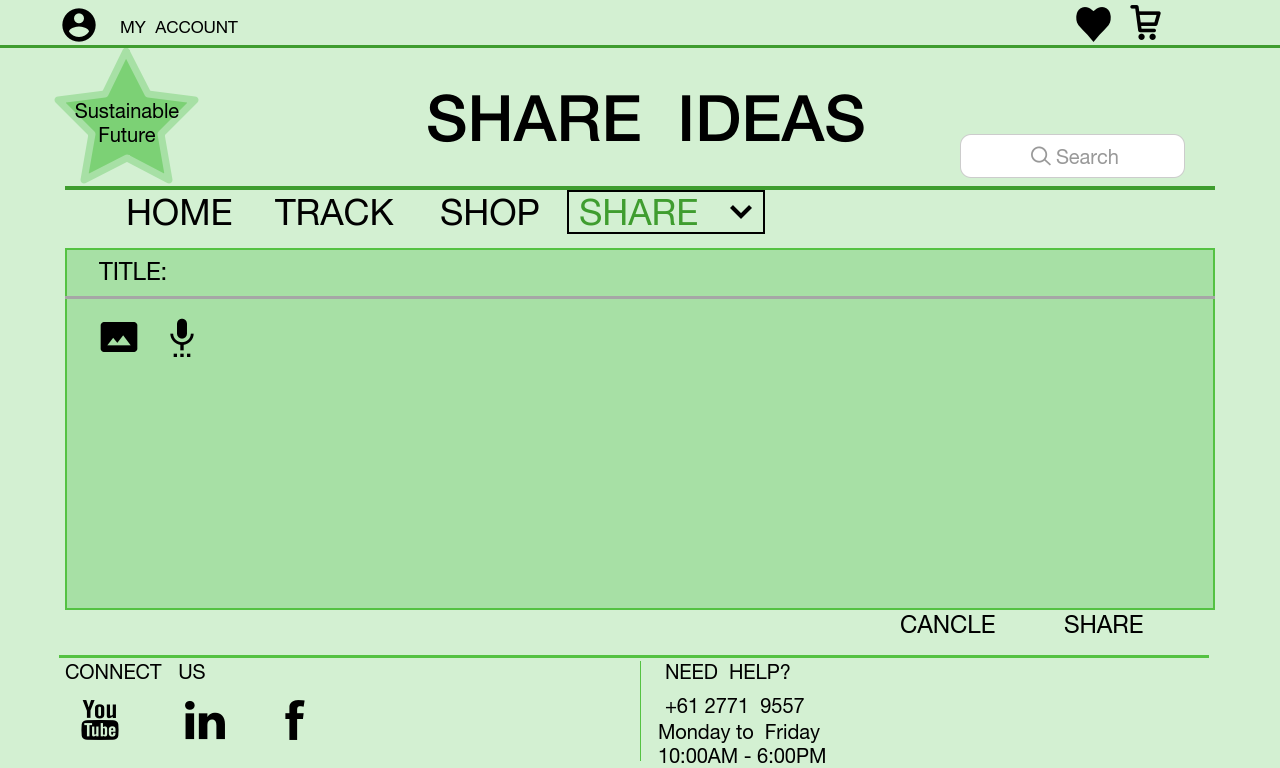 MY ACCOUNT
Sustainable
Future
SHARE IDEAS
Search
HOME TRACK SHOP SHARE
TITLE:
CANCLE SHARE
CONNECT US
You
Tube
in
f
NEED HELP?
+61 2771 9557
Monday to Friday
10:00AM - 6:00PM